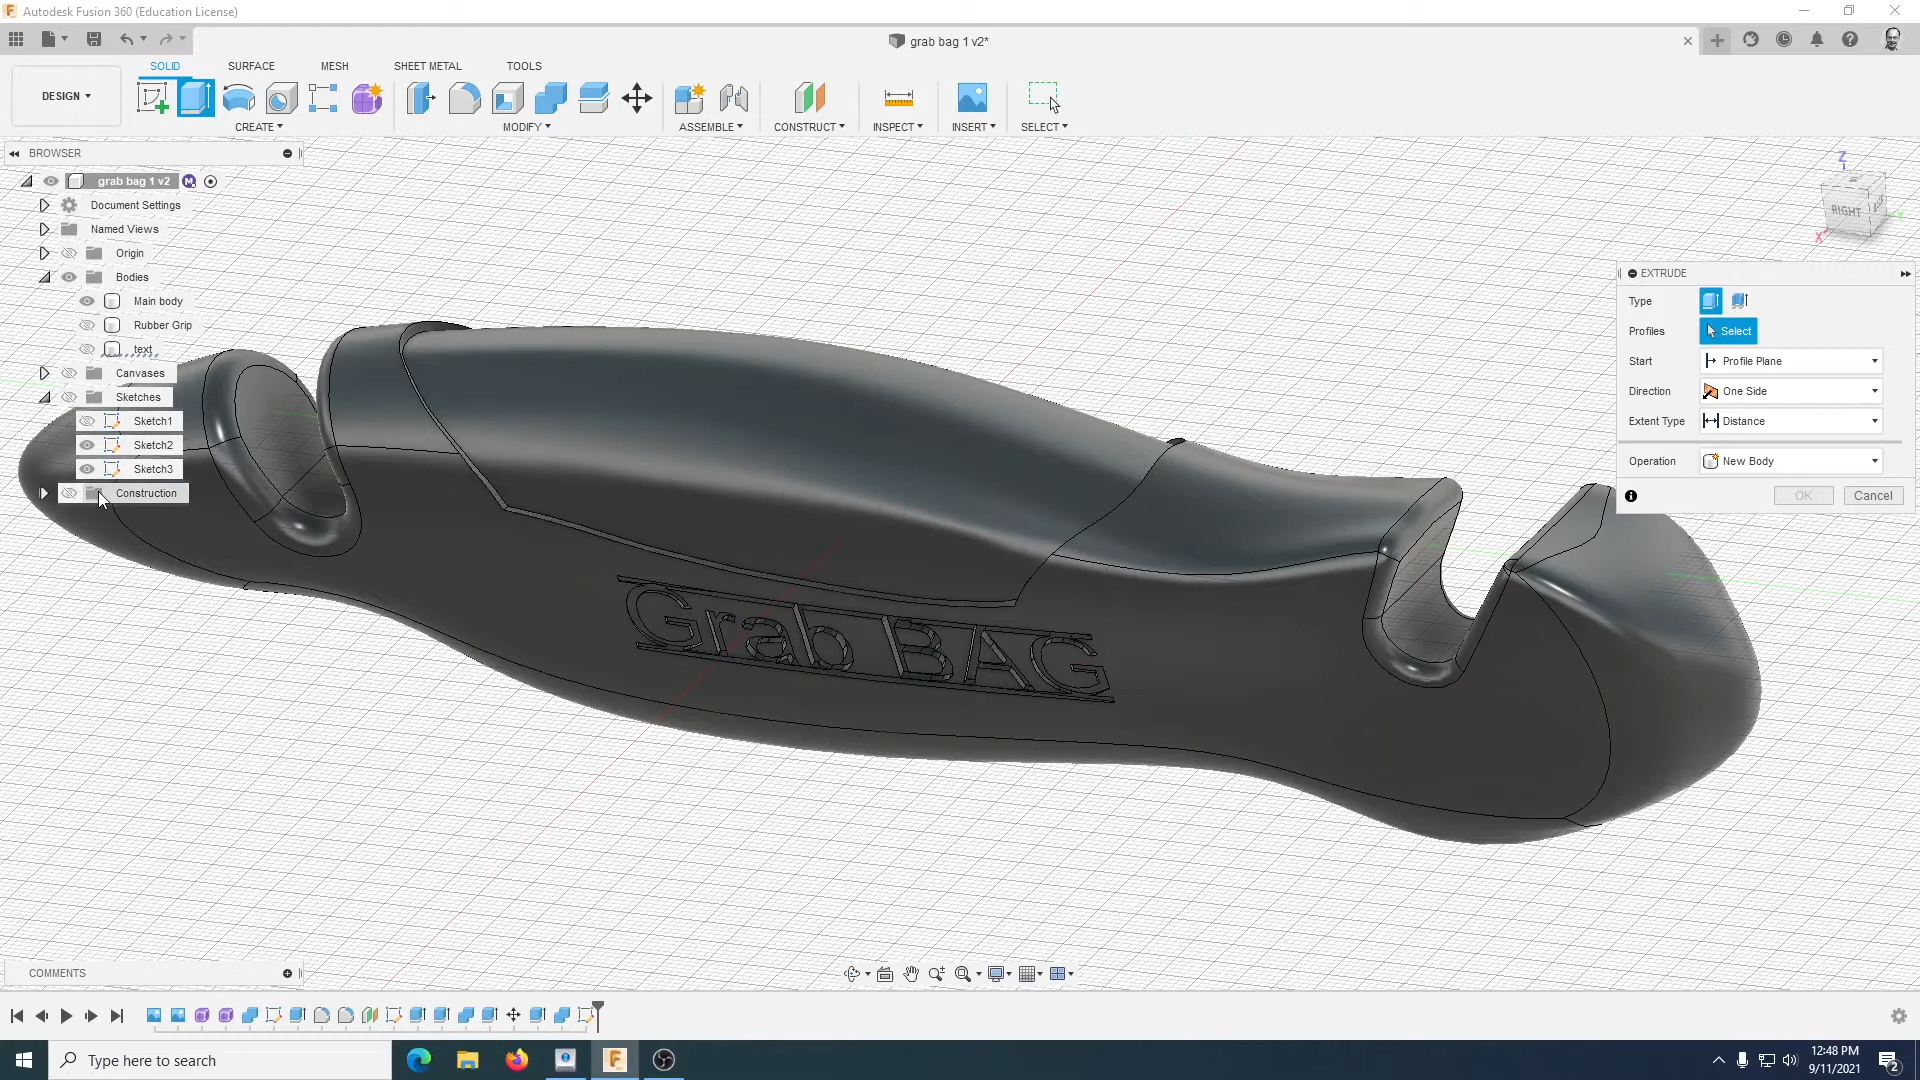 Autodesk Fusion 360 (Education License)
grab bag 1 v2*
SOLID SURFACE MESH SHEET METAL TOOLS
DESIGN
CREATE MODIFY ASSEMBLE CONSTRUCT INSPECT INSERT SELECT
BROWSER
grab bag 1 v2
Document Settings
Named Views
Origin
Bodies
Main body
Rubber Grip
text
Canvases
Sketches
Sketch1
Sketch2
Sketch3
Construction
Z
RIGHT
X
EXTRUDE
Type
Profiles Select
Start Profile Plane
Direction One Side
Extent Type Distance
Operation New Body
OK Cancel
Grab BAG
COMMENTS
Type here to search
12:48 PM
9/11/2021
2